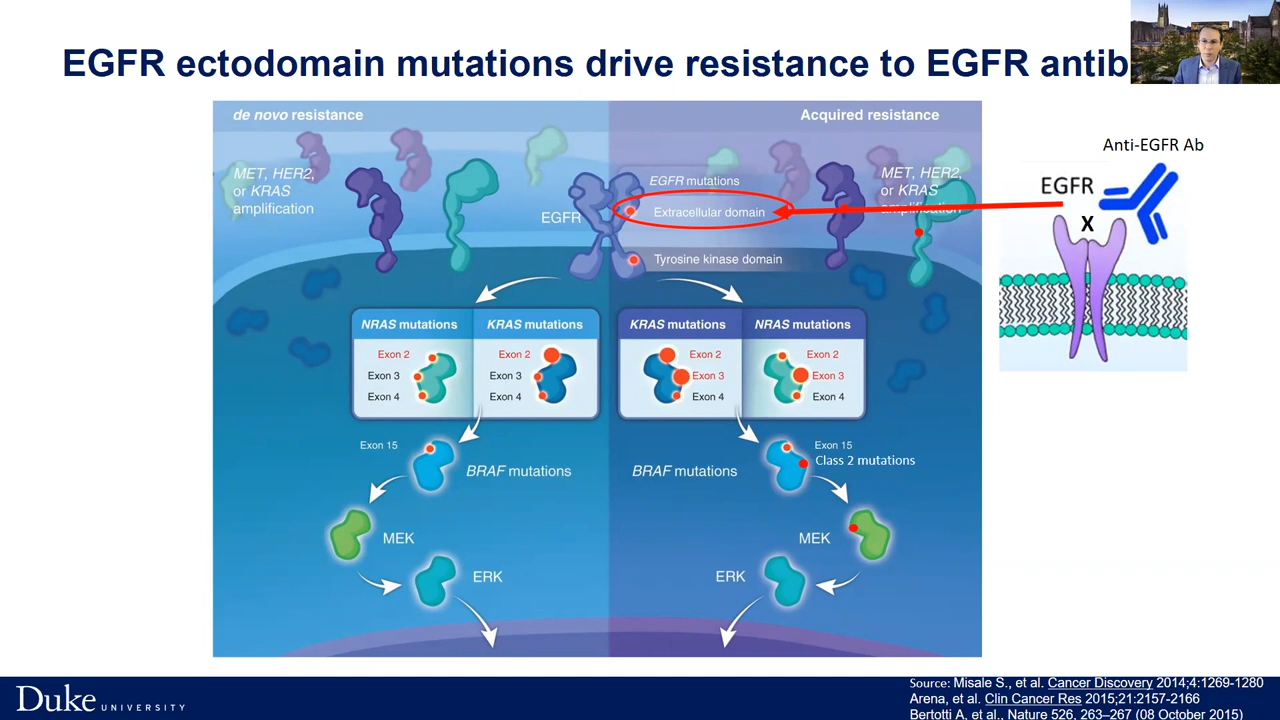 EGFR ectodomain mutations drive resistance to EGFR antib
de novo resistance
Acquired resistance
Anti-EGFR Ab
EGFR
X
MET, HER2,
or KRAS
amplification
EGFR
EGFR mutations
Extracellular domain
Tyrosine kinase domain
MET, HER2,
or KRAS
amplification
NRAS mutations
Exon 2
Exon 3
Exon 4
KRAS mutations
Exon 2
Exon 3
Exon 4
KRAS mutations
Exon 2
Exon 3
Exon 4
NRAS mutations
Exon 2
Exon 3
Exon 4
Exon 15
BRAF mutations
BRAF mutations
Exon 15
Class 2 mutations
MEK
MEK
ERK
ERK
Duke UNIVERSITY
Source: Misale S., et al. Cancer Discovery 2014;4:1269-1280
Arena, et al. Clin Cancer Res 2015;21:2157-2166
Bertotti A, et al., Nature 526, 263–267 (08 October 2015)